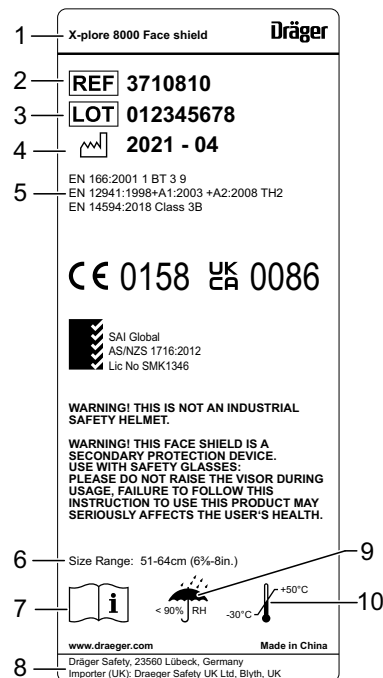 1 X-plore 8000 Face shield Dräger
2 REF 3710810
3 LOT 012345678
4 2021 - 04
EN 166:2001 1 BT 3 9
5 EN 12941:1998+A1:2003 +A2:2008 TH2
EN 14594:2018 Class 3B
CE 0158 UK CA 0086
SAI Global
AS/NZS 1716:2012
Lic No SMK1346
WARNING! THIS IS NOT AN INDUSTRIAL
SAFETY HELMET.
WARNING! THIS FACE SHIELD IS A
SECONDARY PROTECTION DEVICE.
USE WITH SAFETY GLASSES:
PLEASE DO NOT RAISE THE VISOR DURING
USAGE, FAILURE TO FOLLOW THIS
INSTRUCTION TO USE THIS PRODUCT MAY
SERIOUSLY AFFECTS THE USER'S HEALTH.
6 Size Range: 51-64cm (6⅜-8in.)
9
7 i < 90% RH -30°C +50°C 10
www.draeger.com Made in China
8 Dräger Safety, 23560 Lübeck, Germany
Importer (UK): Draeger Safety UK Ltd, Blyth, UK